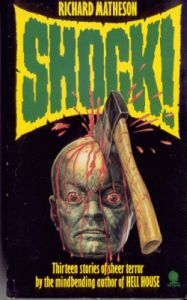 RICHARD MATHESON
SHOCK!
Thirteen stories of sheer terror
by the mindbending author of HELL HOUSE